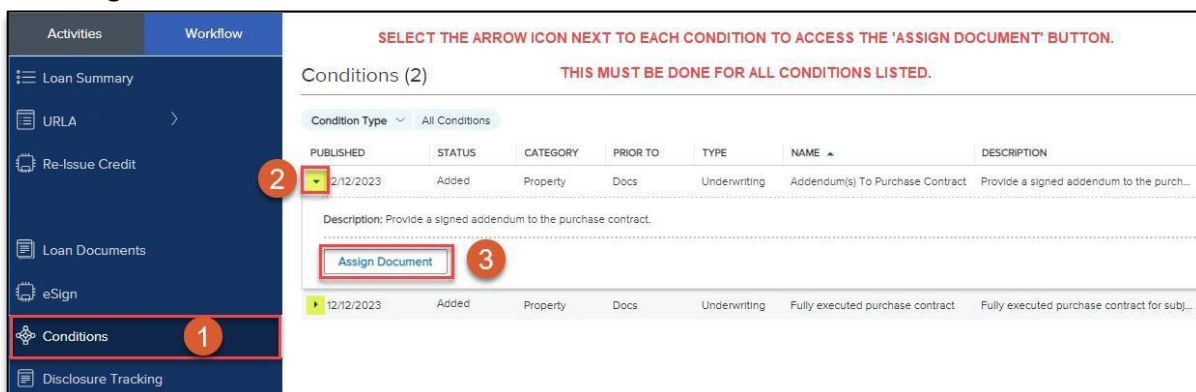 Activities Workflow
SELECT THE ARROW ICON NEXT TO EACH CONDITION TO ACCESS THE 'ASSIGN DOCUMENT' BUTTON.
Loan Summary
Conditions (2)
THIS MUST BE DONE FOR ALL CONDITIONS LISTED.
URLA
Condition Type All Conditions
Re-Issue Credit
PUBLISHED STATUS CATEGORY PRIOR TO TYPE NAME DESCRIPTION
2 2/12/2023 Added Property Docs Underwriting Addendum(s) To Purchase Contract Provide a signed addendum to the purch...
Description: Provide a signed addendum to the purchase contract.
Loan Documents
Assign Document 3
eSign
12/12/2023 Added Property Docs Underwriting Fully executed purchase contract Fully executed purchase contract for subj...
Conditions 1
Disclosure Tracking